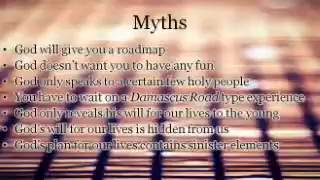 Myths
• God will give you a roadmap
• God doesn't want you to have any fun
• God only speaks to a certain few holy people
• You have to wait on a Damascus Road type experience
• God only reveals his will for our lives to the young
• God's will for our lives is hidden from us
• God's plan for our lives contains sinister elements